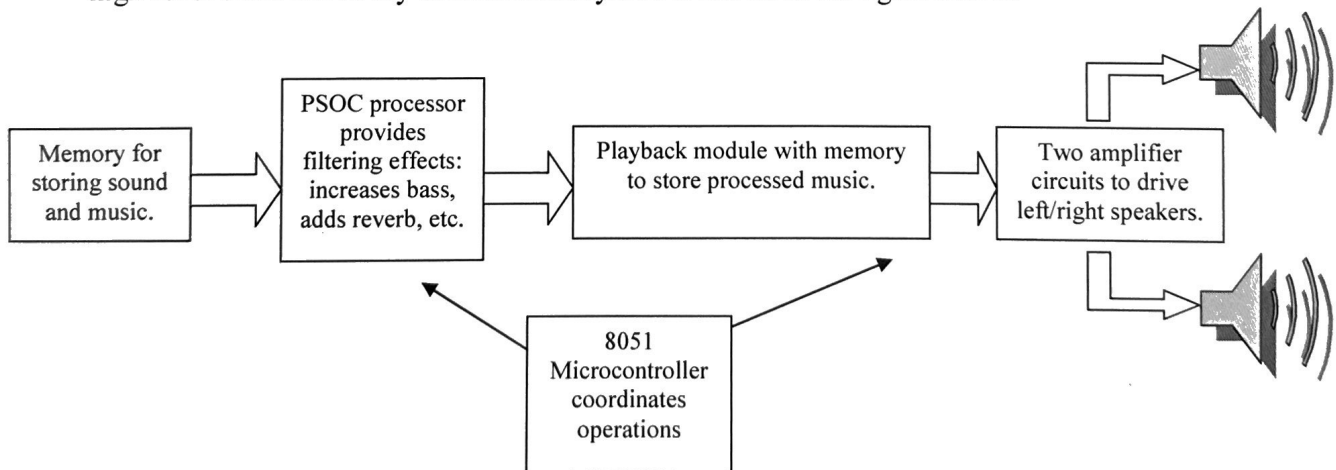 Memory for
storing sound
and music.
PSOC processor
provides
filtering effects:
increases bass,
adds reverb, etc.
Playback module with memory
to store processed music.
Two amplifier
circuits to drive
left/right speakers.
8051
Microcontroller
coordinates
operations